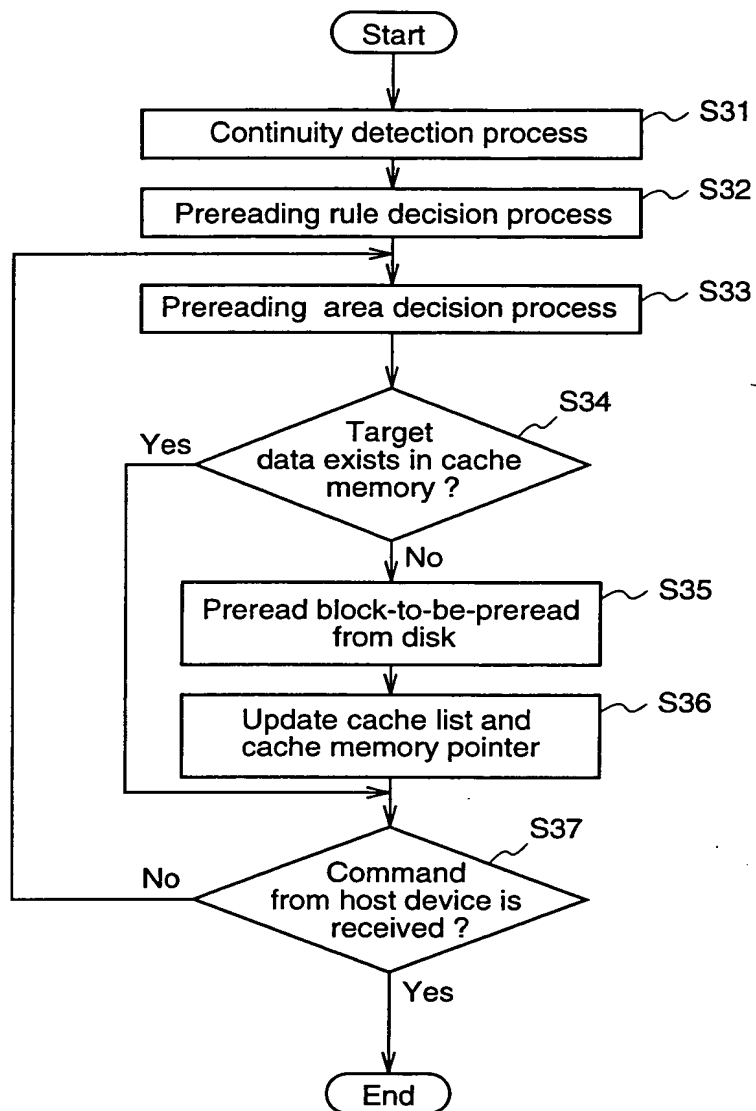 Start
S31
Continuity detection process
S32
Prereading rule decision process
S33
Prereading area decision process
S34
Yes
Target
data exists in cache
memory ?
No
S35
Preread block-to-be-preread
from disk
S36
Update cache list and
cache memory pointer
S37
No
Command
from host device is
received ?
Yes
End